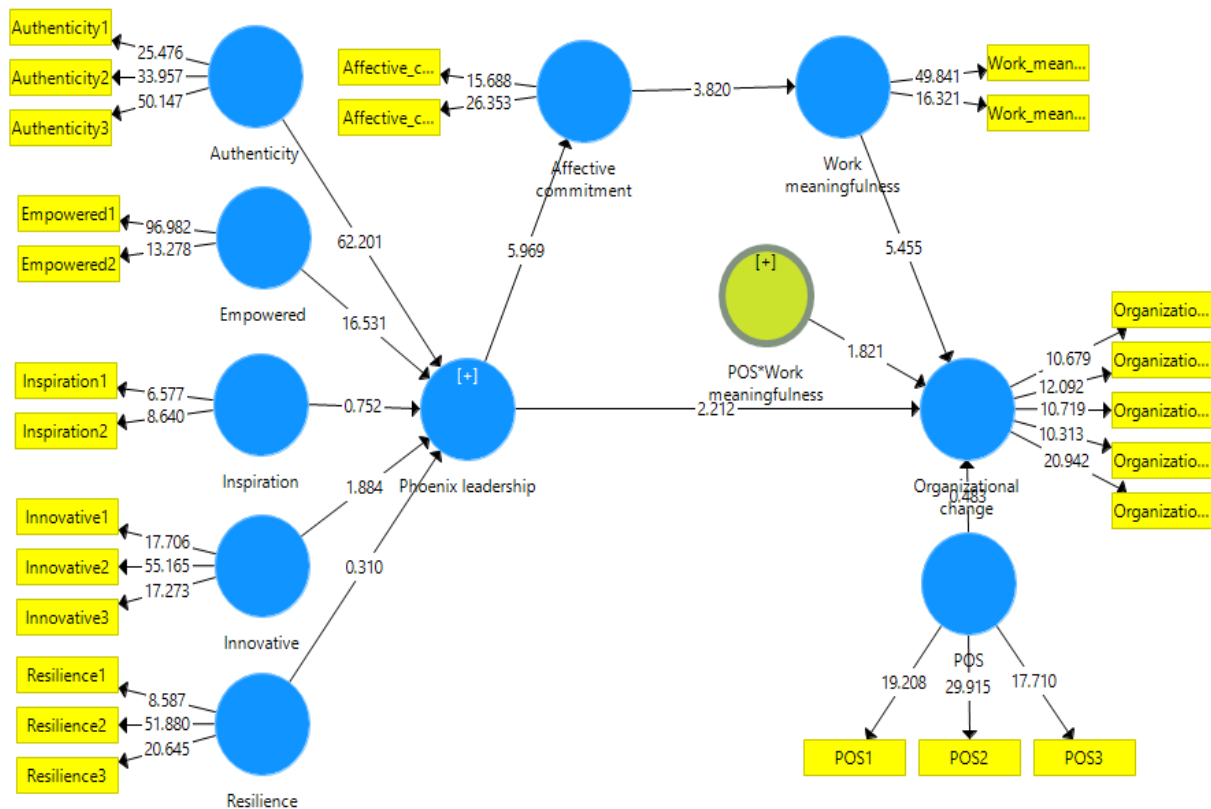 Authenticity1
Authenticity2
Authenticity3
25.476
33.957
50.147
Authenticity
Affective_c...
Affective_c...
15.688
26.353
Affective
commitment
3.820
Work
meaningfulness
49.841
16.321
Work_mean...
Work_mean...
Empowered1
Empowered2
96.982
13.278
Empowered
62.201
16.531
5.969
5.455
[+]
POS*Work
meaningfulness
1.821
Inspiration1
Inspiration2
6.577
8.640
Inspiration
0.752
[+]
Phoenix leadership
2.212
Organizational
change
10.679
12.092
10.719
10.313
20.942
Organizatio...
Organizatio...
Organizatio...
Organizatio...
Organizatio...
Innovative1
Innovative2
Innovative3
17.706
55.165
17.273
Innovative
1.884
0.483
Resilience1
Resilience2
Resilience3
8.587
51.880
20.645
Resilience
0.310
POS
19.208
29.915
17.710
POS1
POS2
POS3